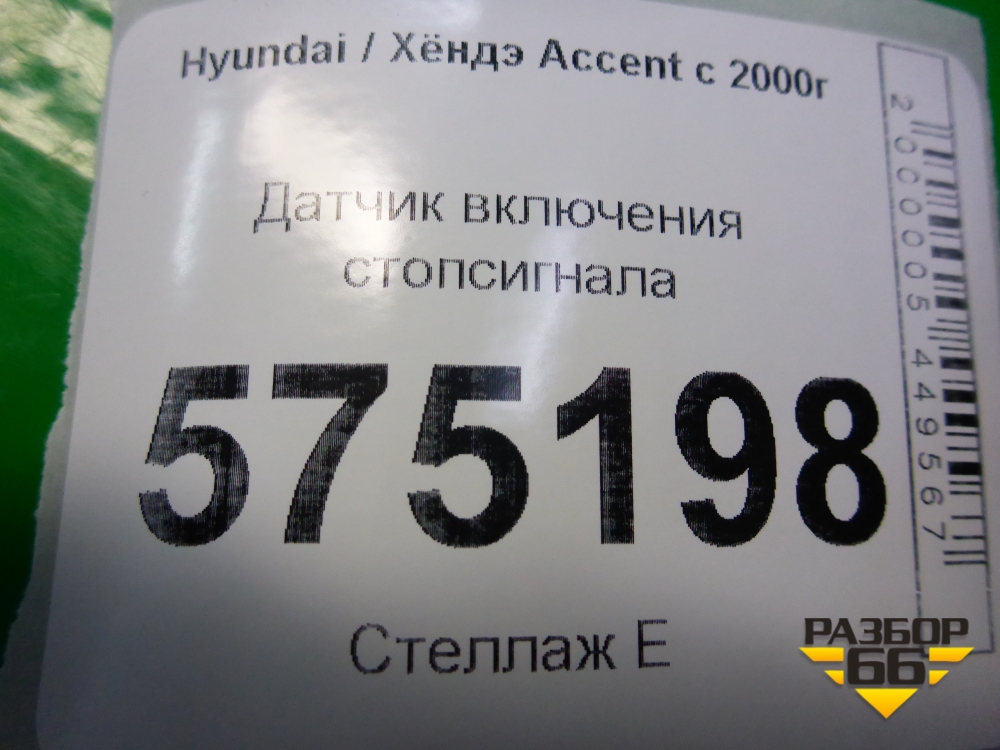 Hyundai / Хёндэ Accent с 2000г
Датчик включения
стопсигнала
575198
Стеллаж Е
2000005449567
РАЗБОР
66